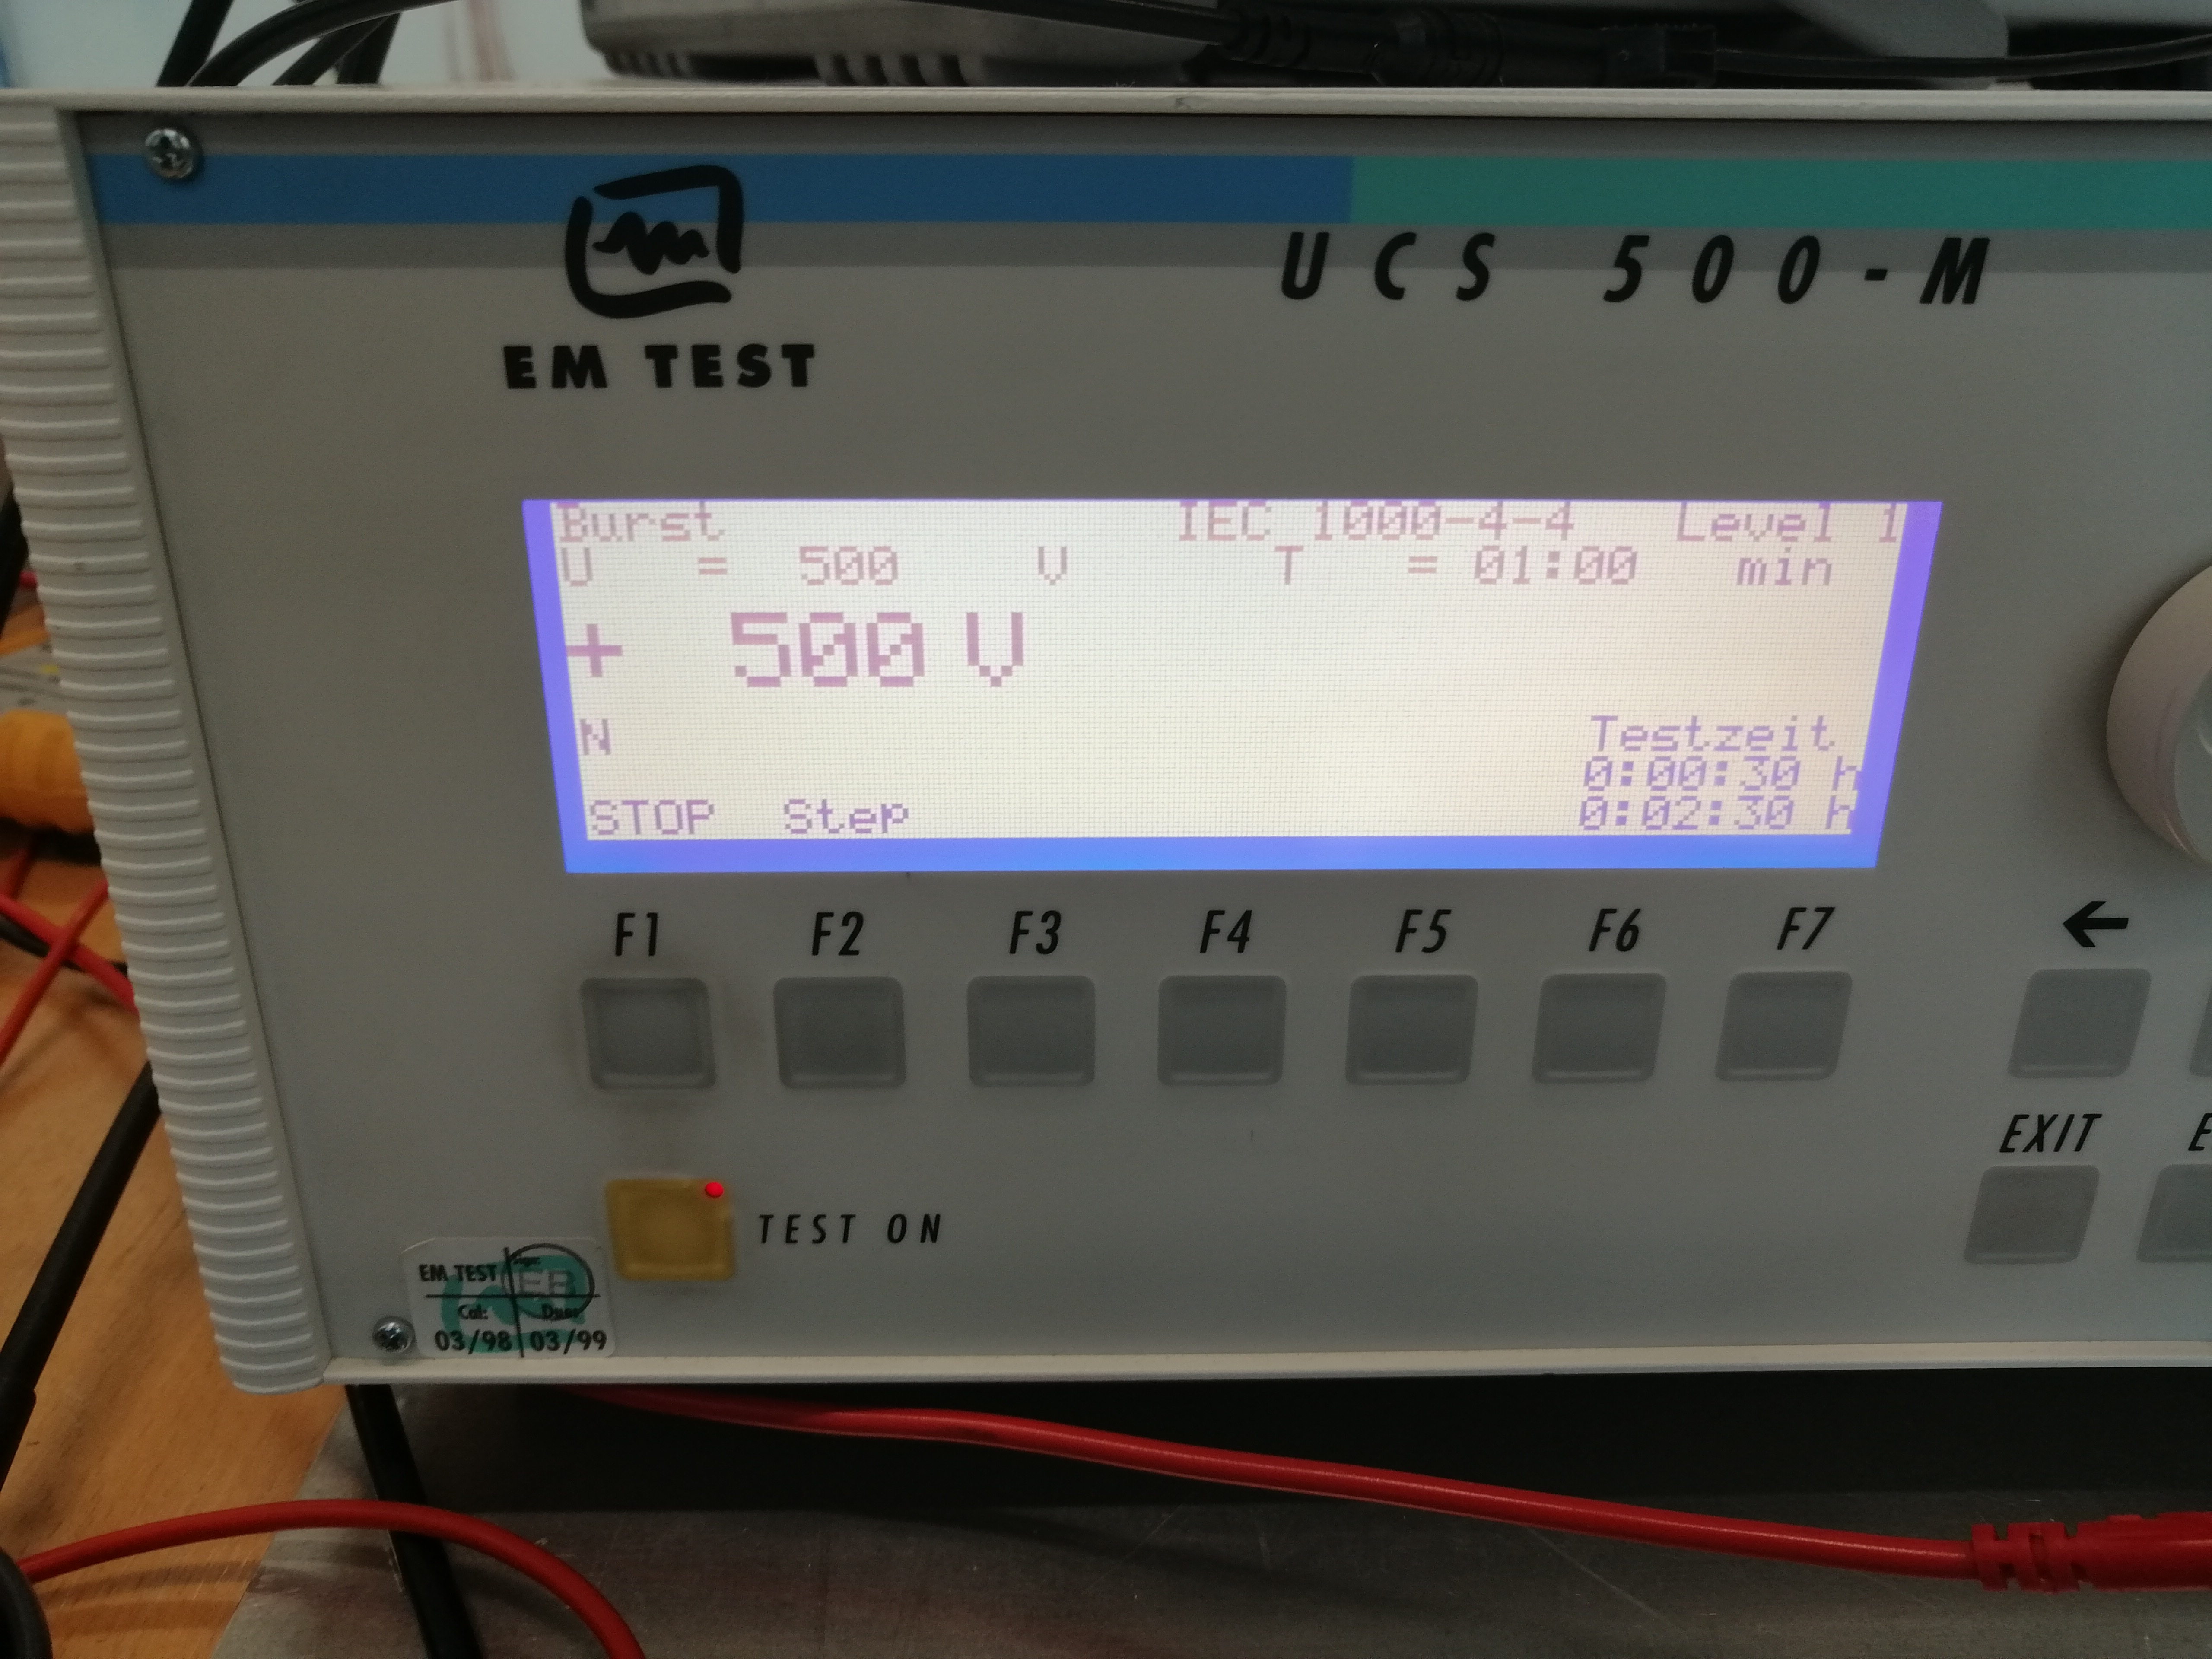 UCS 500-M
EM TEST
Burst IEC 1000-4-4 Level 1
U = 500 V T = 01:00 min
+ 500 V
N Testzeit
0:00:30 h
STOP Step 0:02:30 h
F1 F2 F3 F4 F5 F6 F7 ←
EXIT
TEST ON
EM TEST EB
Cal: Due:
03/98 03/99